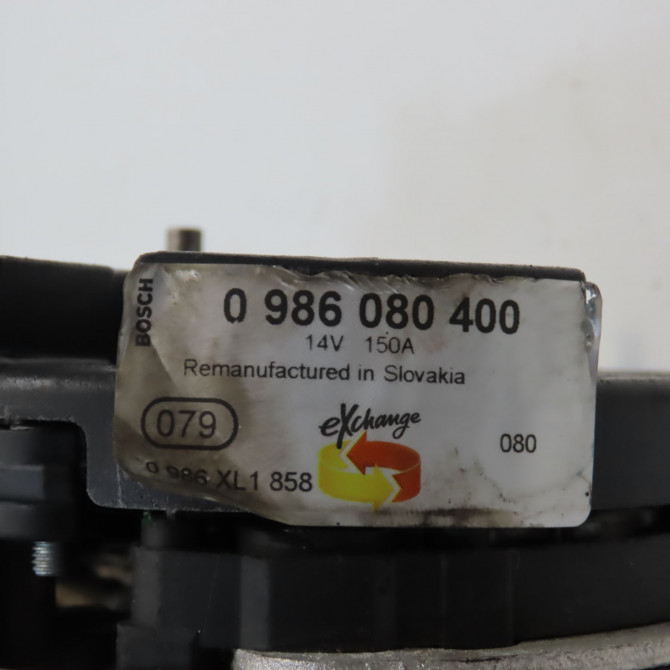 BOSCH
0 986 080 400
14V 150A
Remanufactured in Slovakia
079
eXchange
080
0 986 XL1 858